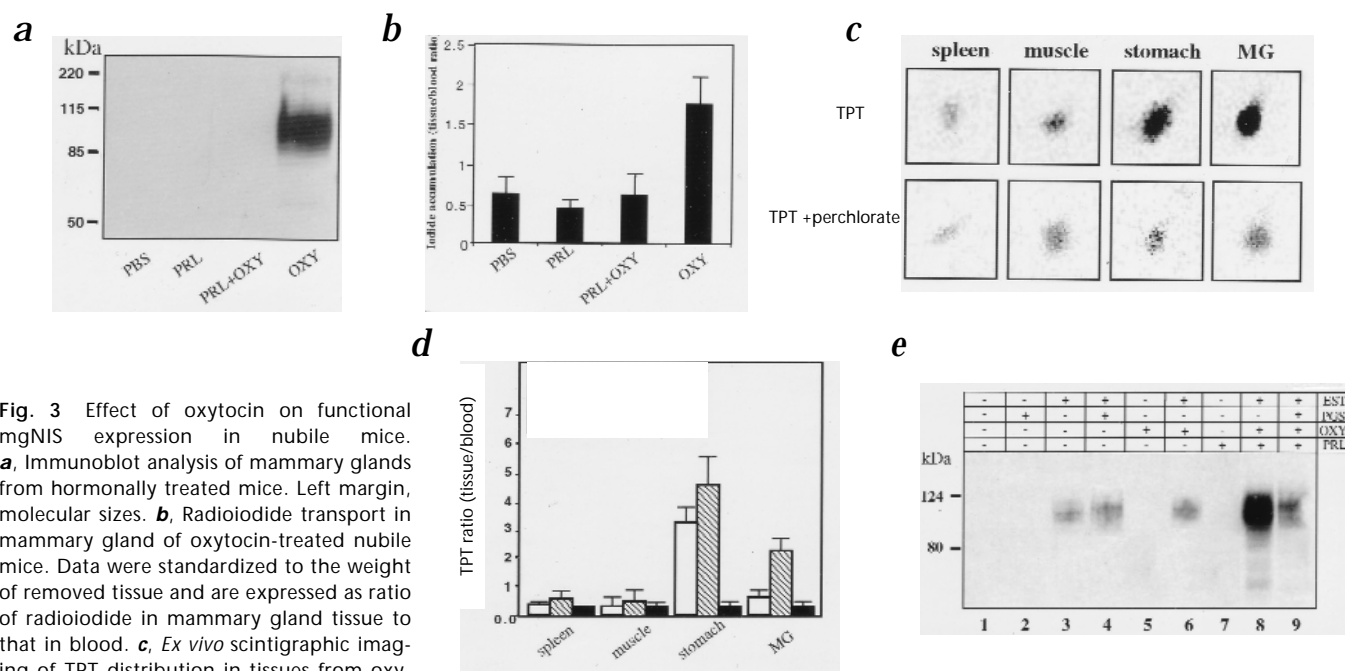 a
kDa
220
115
85
50
PBS
PRL
PRL+OXY
OXY
b
Iodide accumulation (tissue/blood ratio)
2.5
2
1.5
1
0.5
0
PBS
PRL
PRL+OXY
OXY
c
spleen muscle stomach MG
TPT
TPT +perchlorate
d
TPT ratio (tissue/blood)
7
6
5
4
3
2
1
0.0
spleen
muscle
stomach
MG
e
- - + + - + - + + EST
- + - + - - - - + PGS
- - - - + + - + + OXY
- - - - - - + + + PRL
kDa
124
80
1 2 3 4 5 6 7 8 9
Fig. 3 Effect of oxytocin on functional
mgNIS expression in nubile mice.
a, Immunoblot analysis of mammary glands
from hormonally treated mice. Left margin,
molecular sizes. b, Radioiodide transport in
mammary gland of oxytocin-treated nubile
mice. Data were standardized to the weight
of removed tissue and are expressed as ratio
of radioiodide in mammary gland tissue to
that in blood. c, Ex vivo scintigraphic imag-
ing of TPT distribution in tissues from oxy-